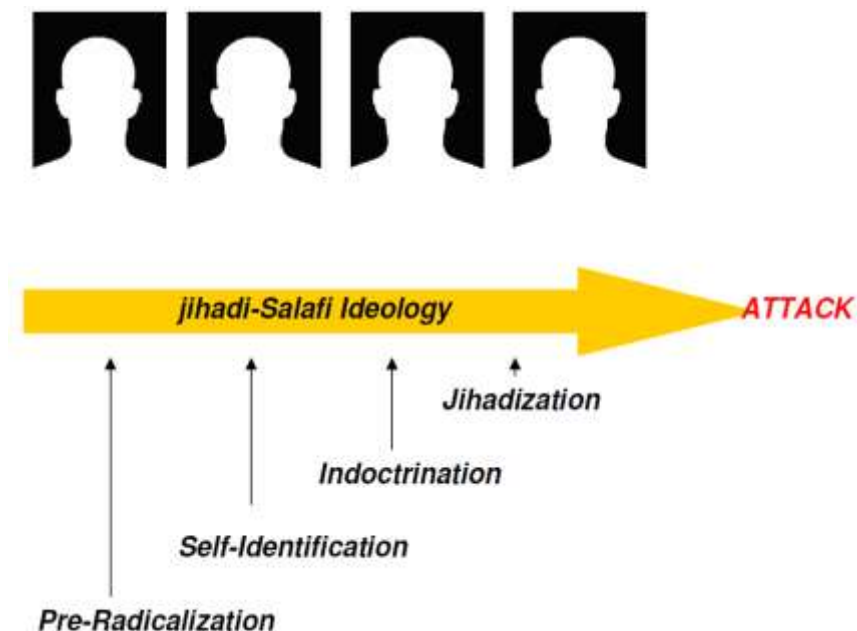 jihadi-Salafi Ideology
ATTACK
Jihadization
Indoctrination
Self-Identification
Pre-Radicalization